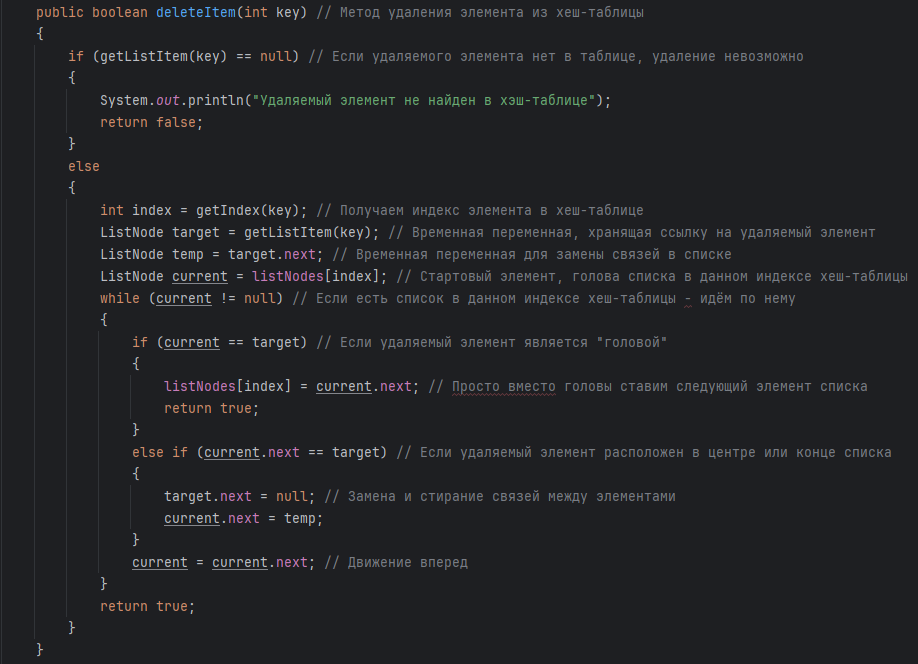 public boolean deleteItem(int key) // Метод удаления элемента из хеш-таблицы
{
if (getListItem(key) == null) // Если удаляемого элемента нет в таблице, удаление невозможно
{
System.out.println("Удаляемый элемент не найден в хэш-таблице");
return false;
}
else
{
int index = getIndex(key); // Получаем индекс элемента в хеш-таблице
ListNode target = getListItem(key); // Временная переменная, хранящая ссылку на удаляемый элемент
ListNode temp = target.next; // Временная переменная для замены связей в списке
ListNode current = listNodes[index]; // Стартовый элемент, голова списка в данном индексе хеш-таблицы
while (current != null) // Если есть список в данном индексе хеш-таблицы - идём по нему
{
if (current == target) // Если удаляемый элемент является "головой"
{
listNodes[index] = current.next; // Просто вместо головы ставим следующий элемент списка
return true;
}
else if (current.next == target) // Если удаляемый элемент расположен в центре или конце списка
{
target.next = null; // Замена и стирание связей между элементами
current.next = temp;
}
current = current.next; // Движение вперед
}
return true;
}
}